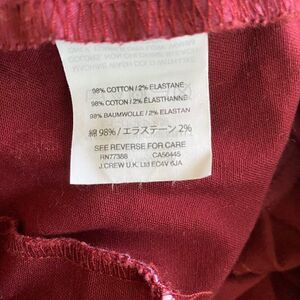 98% COTTON / 2% ELASTANE
98% COTON / 2% ÉLASTHANNE
98% BAUMWOLLE / 2% ELASTAN
綿 98% / エラステーン 2%
SEE REVERSE FOR CARE
RN77388 CA56445
J.CREW U.K. Ltd EC4V 6JA